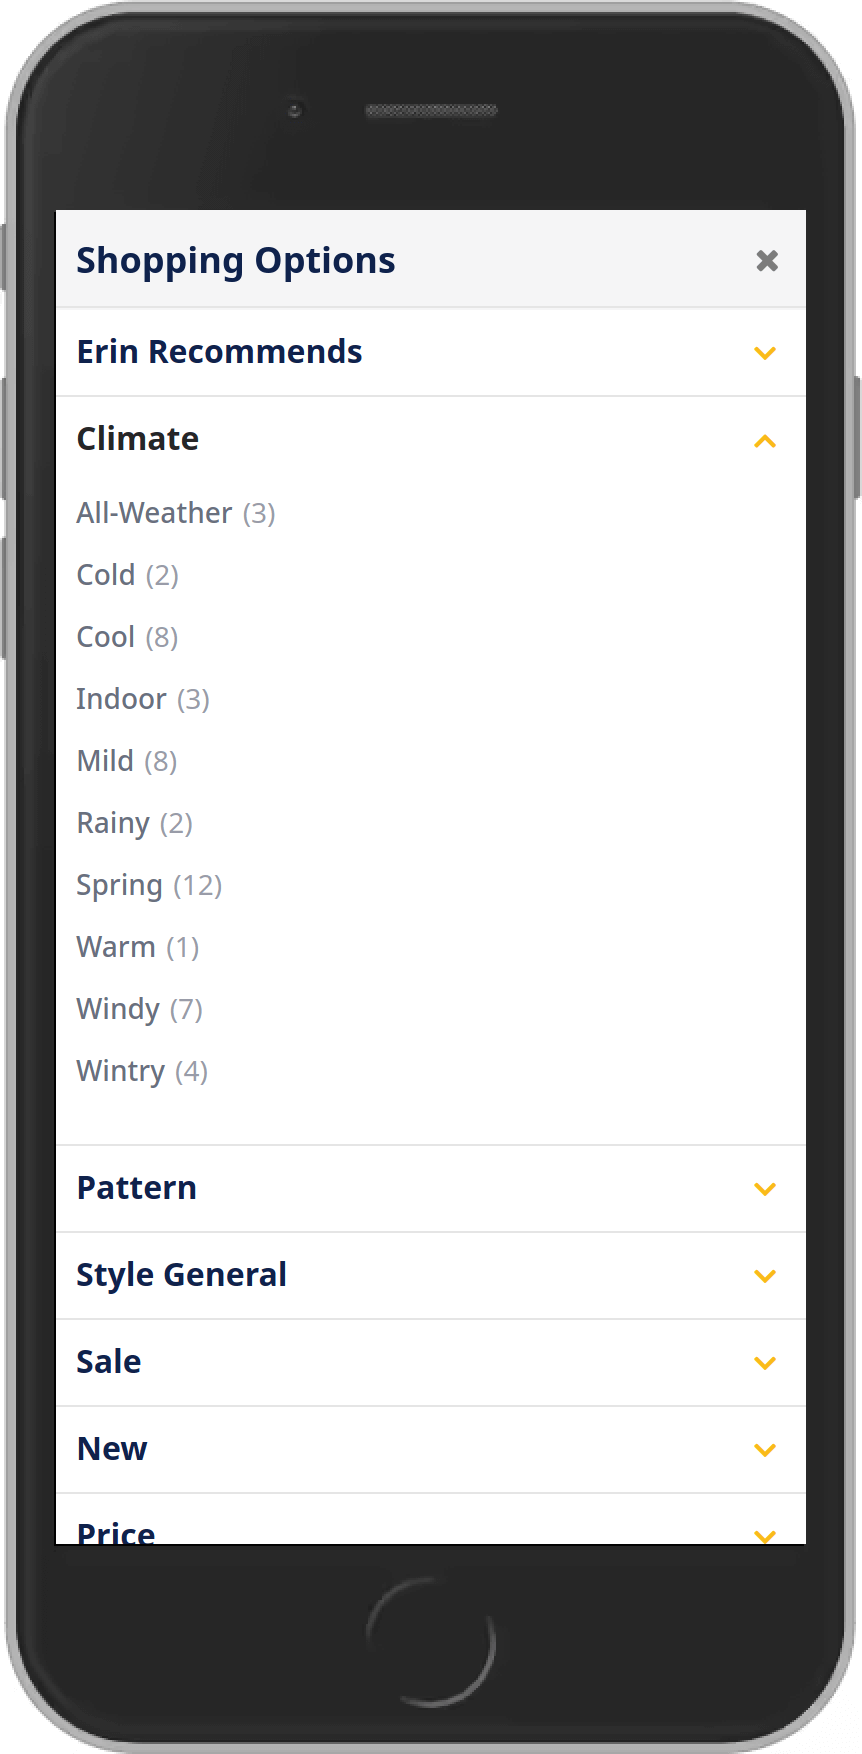 Shopping Options
Erin Recommends
Climate
All-Weather (3)
Cold (2)
Cool (8)
Indoor (3)
Mild (8)
Rainy (2)
Spring (12)
Warm (1)
Windy (7)
Wintry (4)
Pattern
Style General
Sale
New
Price